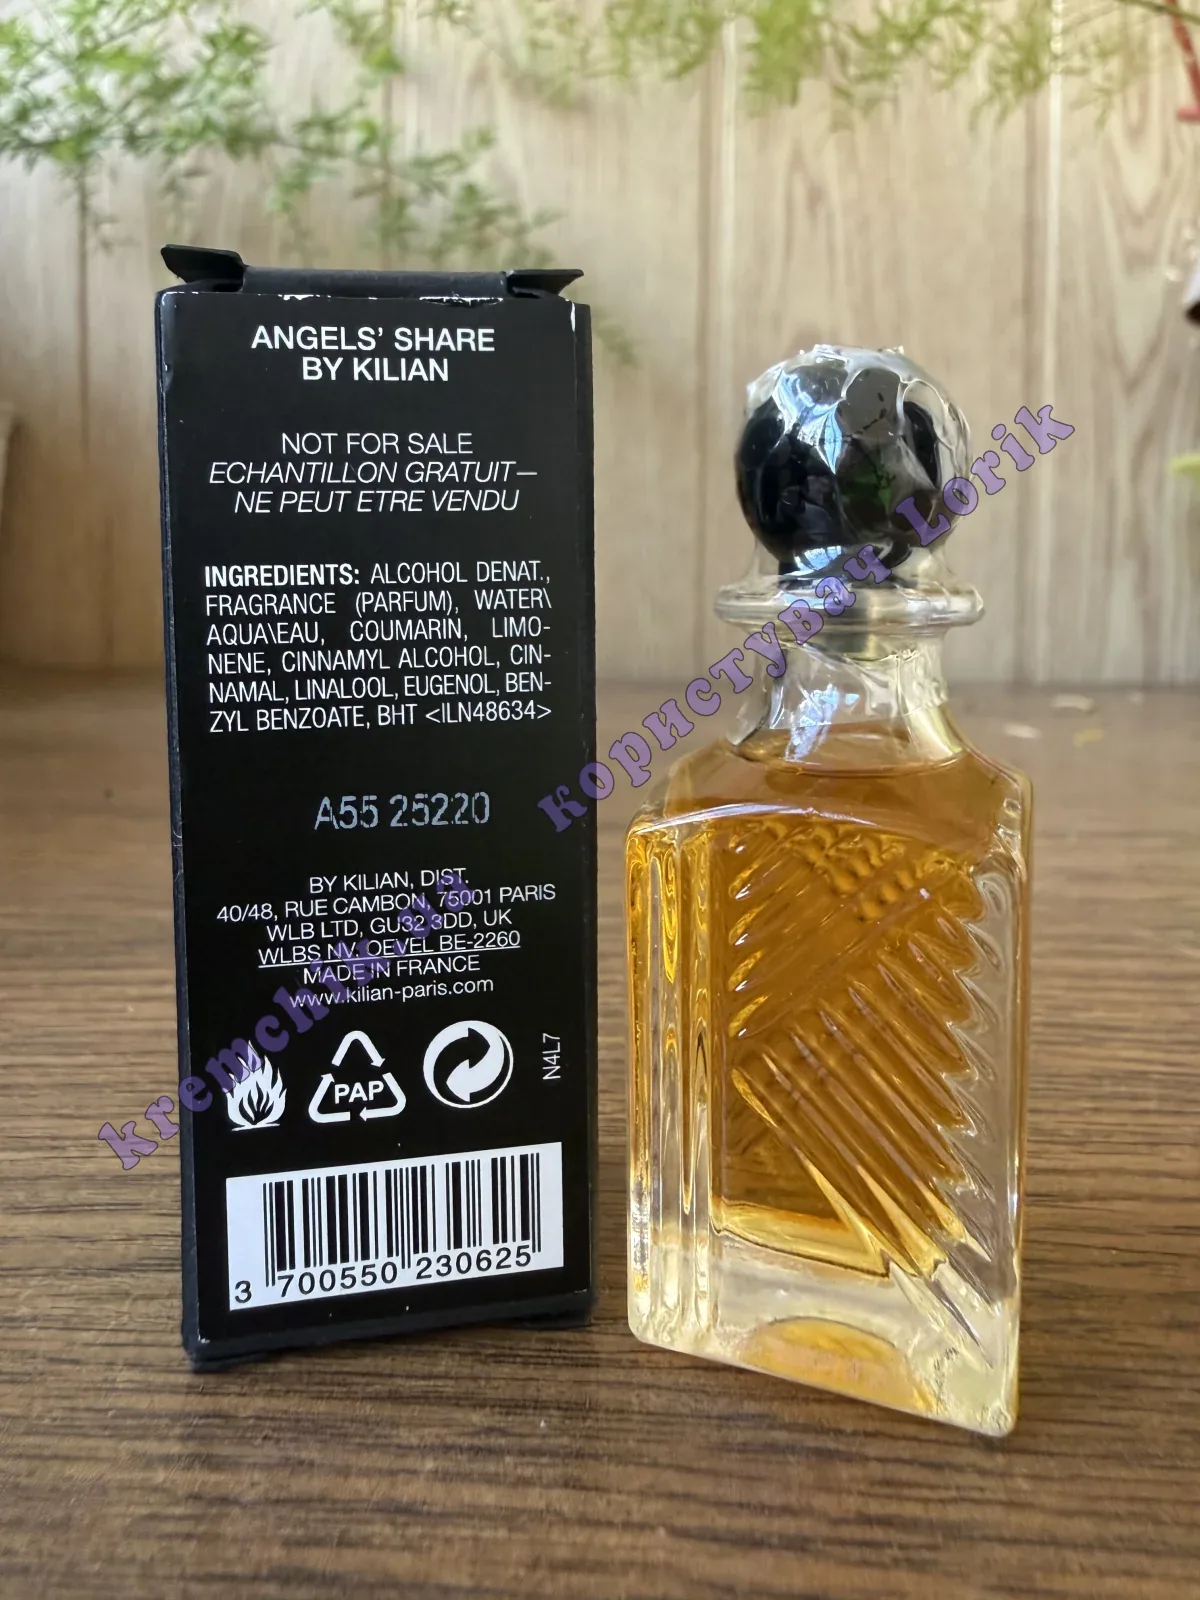 ANGELS' SHARE
BY KILIAN
NOT FOR SALE
ECHANTILLON GRATUIT—
NE PEUT ETRE VENDU
INGREDIENTS: ALCOHOL DENAT.,
FRAGRANCE (PARFUM), WATER\
AQUA\EAU, COUMARIN, LIMO-
NENE, CINNAMYL ALCOHOL, CIN-
NAMAL, LINALOOL, EUGENOL, BEN-
ZYL BENZOATE, BHT <ILN48634>
A55 25220
BY KILIAN, DIST.
40/48, RUE CAMBON, 75001 PARIS
WLB LTD, GU32 3DD, UK
WLBS NV, OEVEL BE-2260
MADE IN FRANCE
www.kilian-paris.com
PAP
N4L7
3 700550 230625
kremchik.ua
користувач Lorik